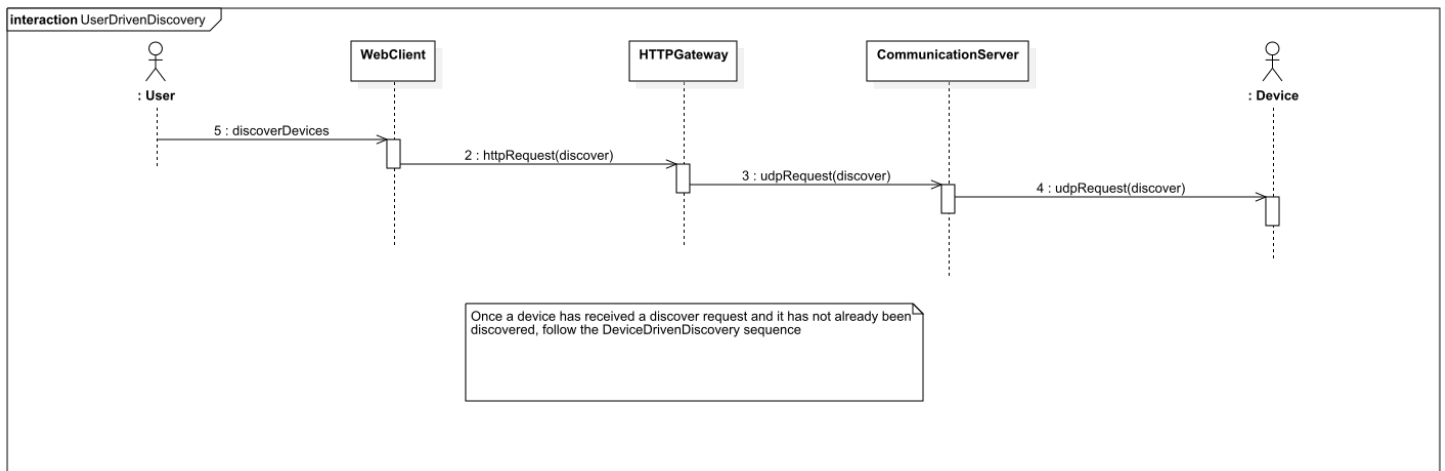 interaction UserDrivenDiscovery
WebClient
HTTPGateway
CommunicationServer
: User
: Device
5 : discoverDevices
2 : httpRequest(discover)
3 : udpRequest(discover)
4 : udpRequest(discover)
Once a device has received a discover request and it has not already been
discovered, follow the DeviceDrivenDiscovery sequence